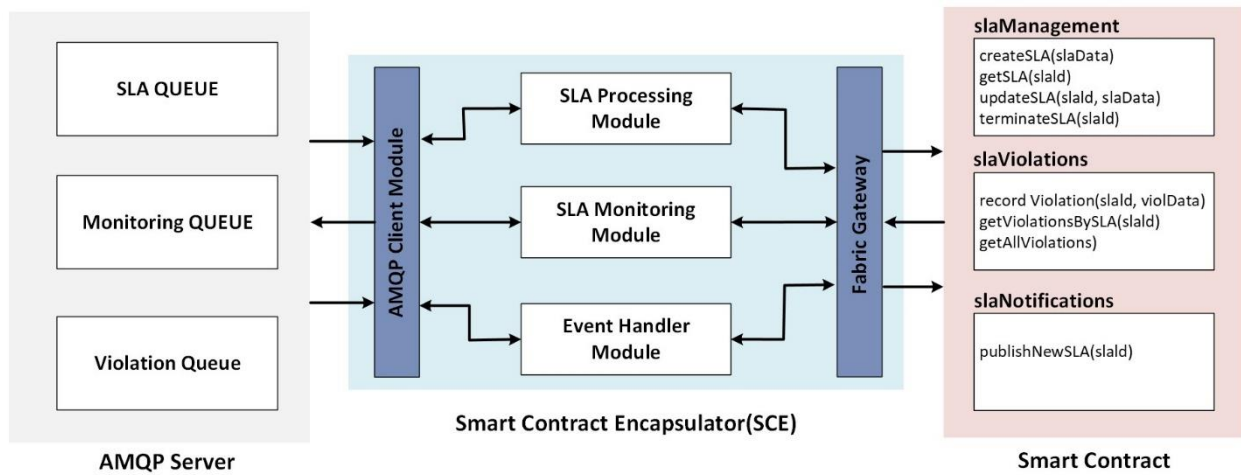 SLA QUEUE
Monitoring QUEUE
Violation Queue
AMQP Server
AMQP Client Module
SLA Processing
Module
SLA Monitoring
Module
Event Handler
Module
Fabric Gateway
Smart Contract Encapsulator(SCE)
slaManagement
createSLA(slaData)
getSLA(slaId)
updateSLA(slaId, slaData)
terminateSLA(slaId)
slaViolations
record Violation(slaId, violData)
getViolationsBySLA(slaId)
getAllViolations)
slaNotifications
publishNewSLA(slaId)
Smart Contract